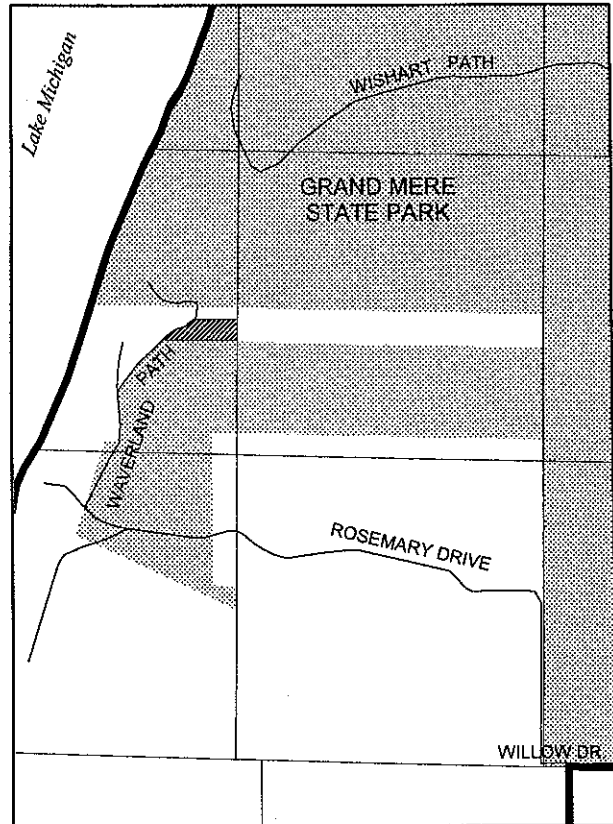 Lake Michigan
WISHART PATH
GRAND MERE
STATE PARK
WAVERLAND PATH
ROSEMARY DRIVE
WILLOW DR